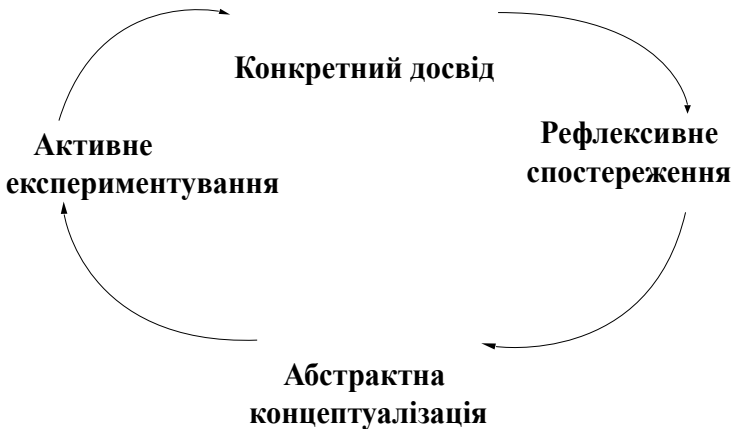 Конкретний досвід
Рефлексивне
спостереження
Активне
експериментування
Абстрактна
концептуалізація